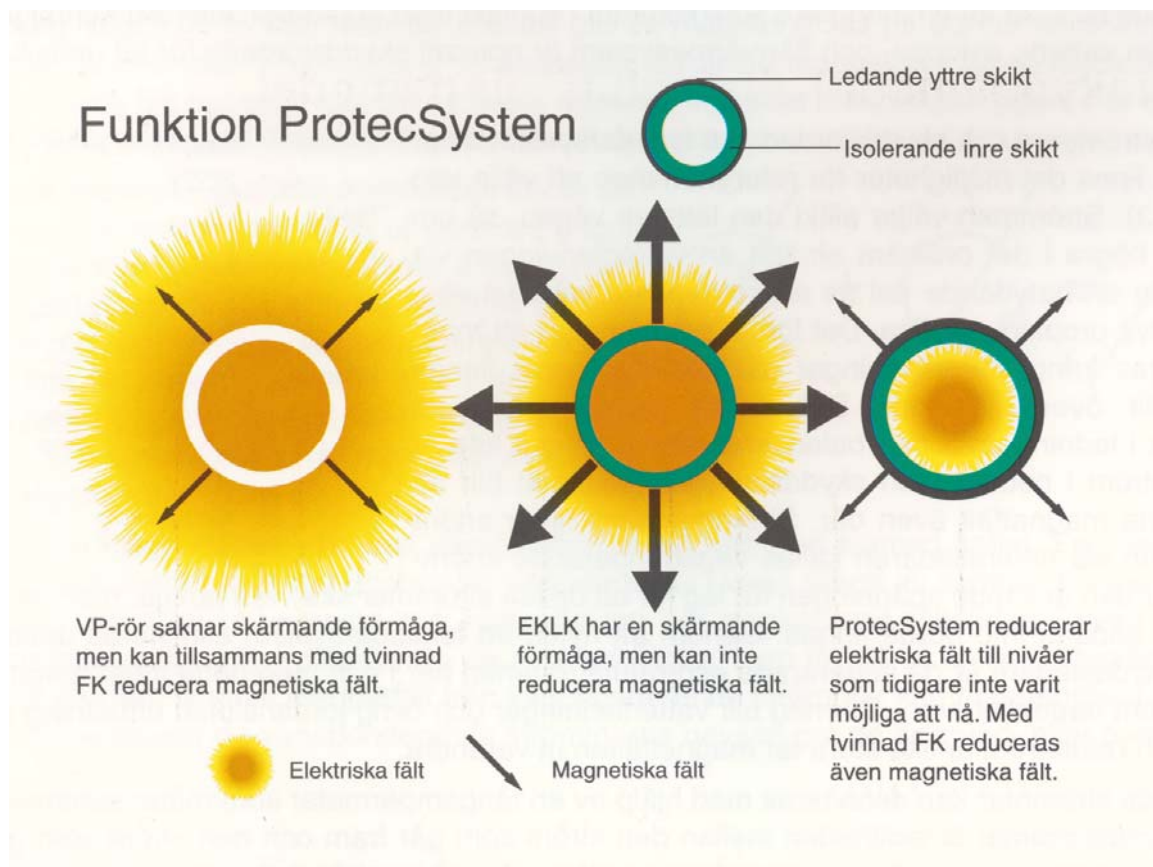 Funktion ProtecSystem
Ledande yttre skikt
Isolerande inre skikt
VP-rör saknar skärmande förmåga,
men kan tillsammans med tvinnad
FK reducera magnetiska fält.
EKLK har en skärmande
förmåga, men kan inte
reducera magnetiska fält.
ProtecSystem reducerar
elektriska fält till nivåer
som tidigare inte varit
möjliga att nå. Med
tvinnad FK reduceras
även magnetiska fält.
Elektriska fält
Magnetiska fält